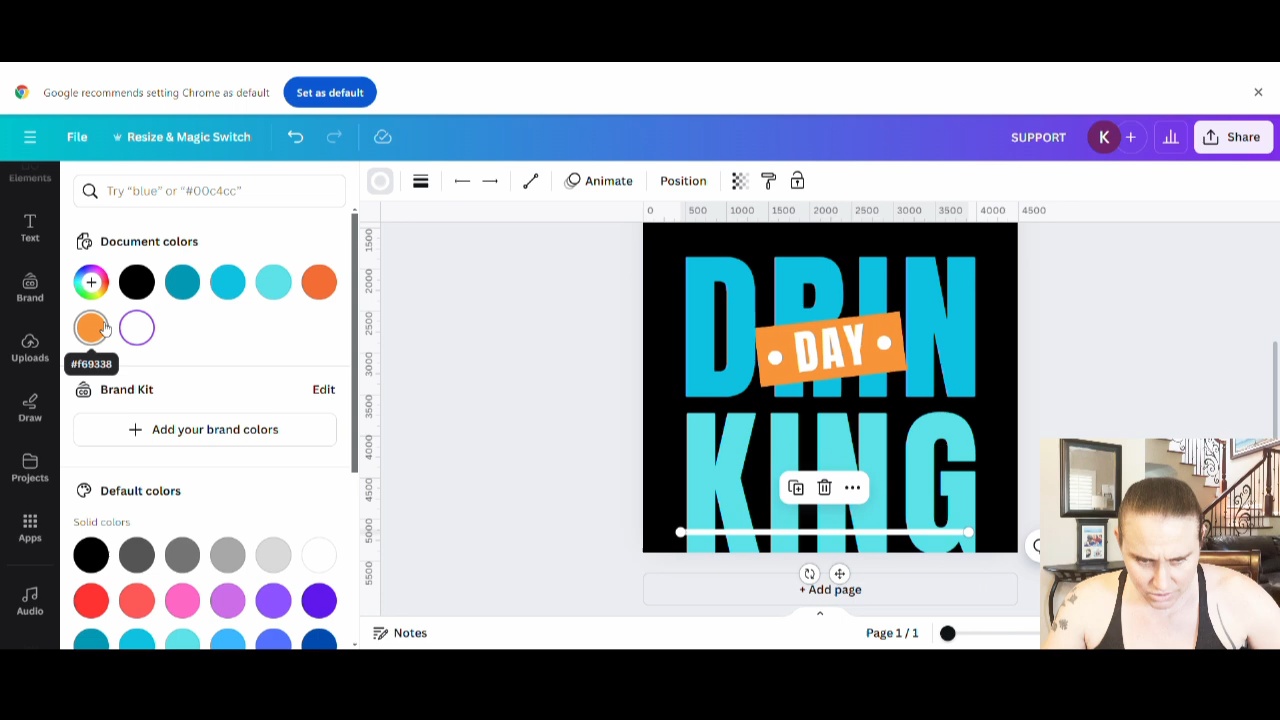 Google recommends setting Chrome as default
Set as default
File
Resize & Magic Switch
SUPPORT
K
Share
Elements
Try “blue” or “#00c4cc”
Animate
Position
0 500 1000 1500 2000 2500 3000 3500 4000 4500
Text
Document colors
Brand
#f69338
Uploads
Brand Kit
Edit
Draw
Add your brand colors
Projects
Default colors
Solid colors
Apps
Audio
1500
2000
2500
3000
3500
4000
4500
5000
5500
DRIN
• DAY •
KING
+ Add page
Notes
Page 1 / 1